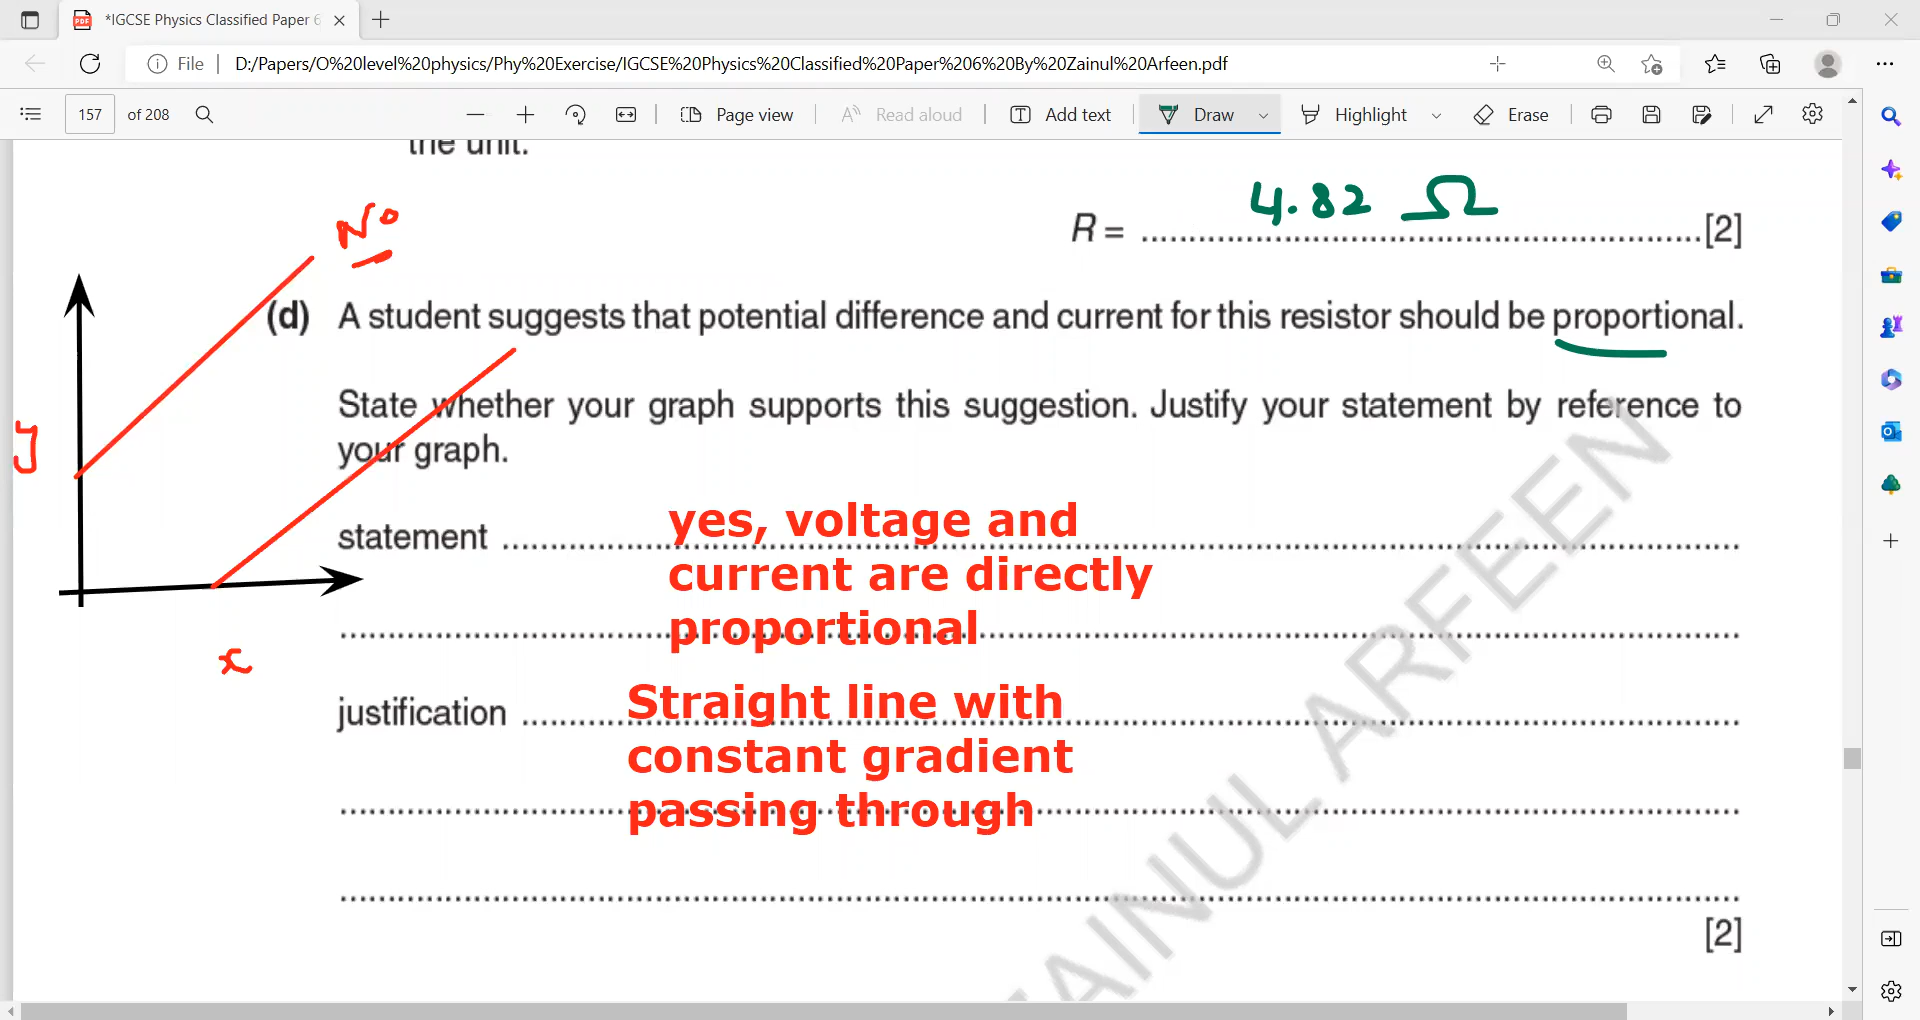 *IGCSE Physics Classified Paper 6
File
D:/Papers/O%20level%20physics/Phy%20Exercise/IGCSE%20Physics%20Classified%20Paper%206%20By%20Zainul%20Arfeen.pdf
157 of 208
Page view
Read aloud
Add text
Draw
Highlight
Erase
the unit.
4.82 Ω
R = ........ [2]
No
(d) A student suggests that potential difference and current for this resistor should be proportional.
State whether your graph supports this suggestion. Justify your statement by reference to
your graph.
y
x
statement ........
yes, voltage and
current are directly
proportional
justification ........
Straight line with
constant gradient
passing through
[2]
ZAINUL ARFEEN